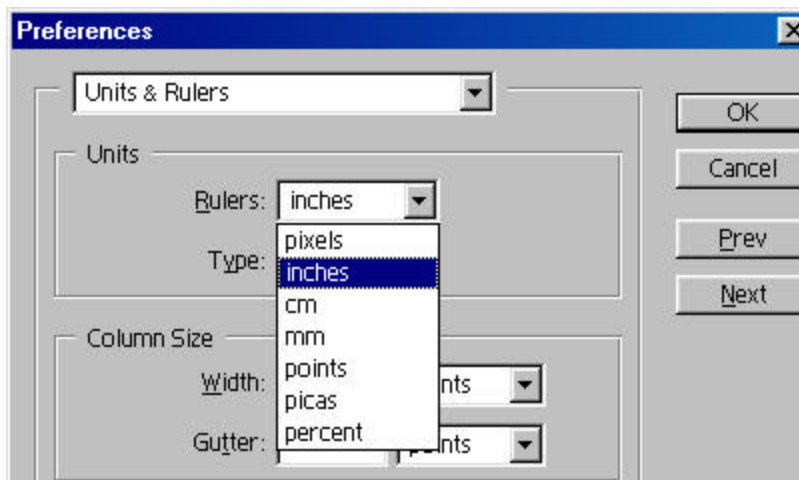 Preferences
Units & Rulers
OK
Units
Cancel
Rulers: inches
pixels
Prev
Type:
inches
Next
cm
Column Size
mm
points
Width:
picas
Gutter:
percent
points